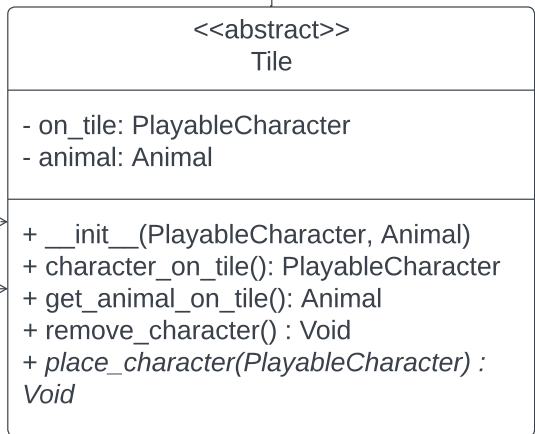 <<abstract>>
Tile
- on_tile: PlayableCharacter
- animal: Animal
+ __init__(PlayableCharacter, Animal)
+ character_on_tile(): PlayableCharacter
+ get_animal_on_tile(): Animal
+ remove_character() : Void
+ place_character(PlayableCharacter) :
Void